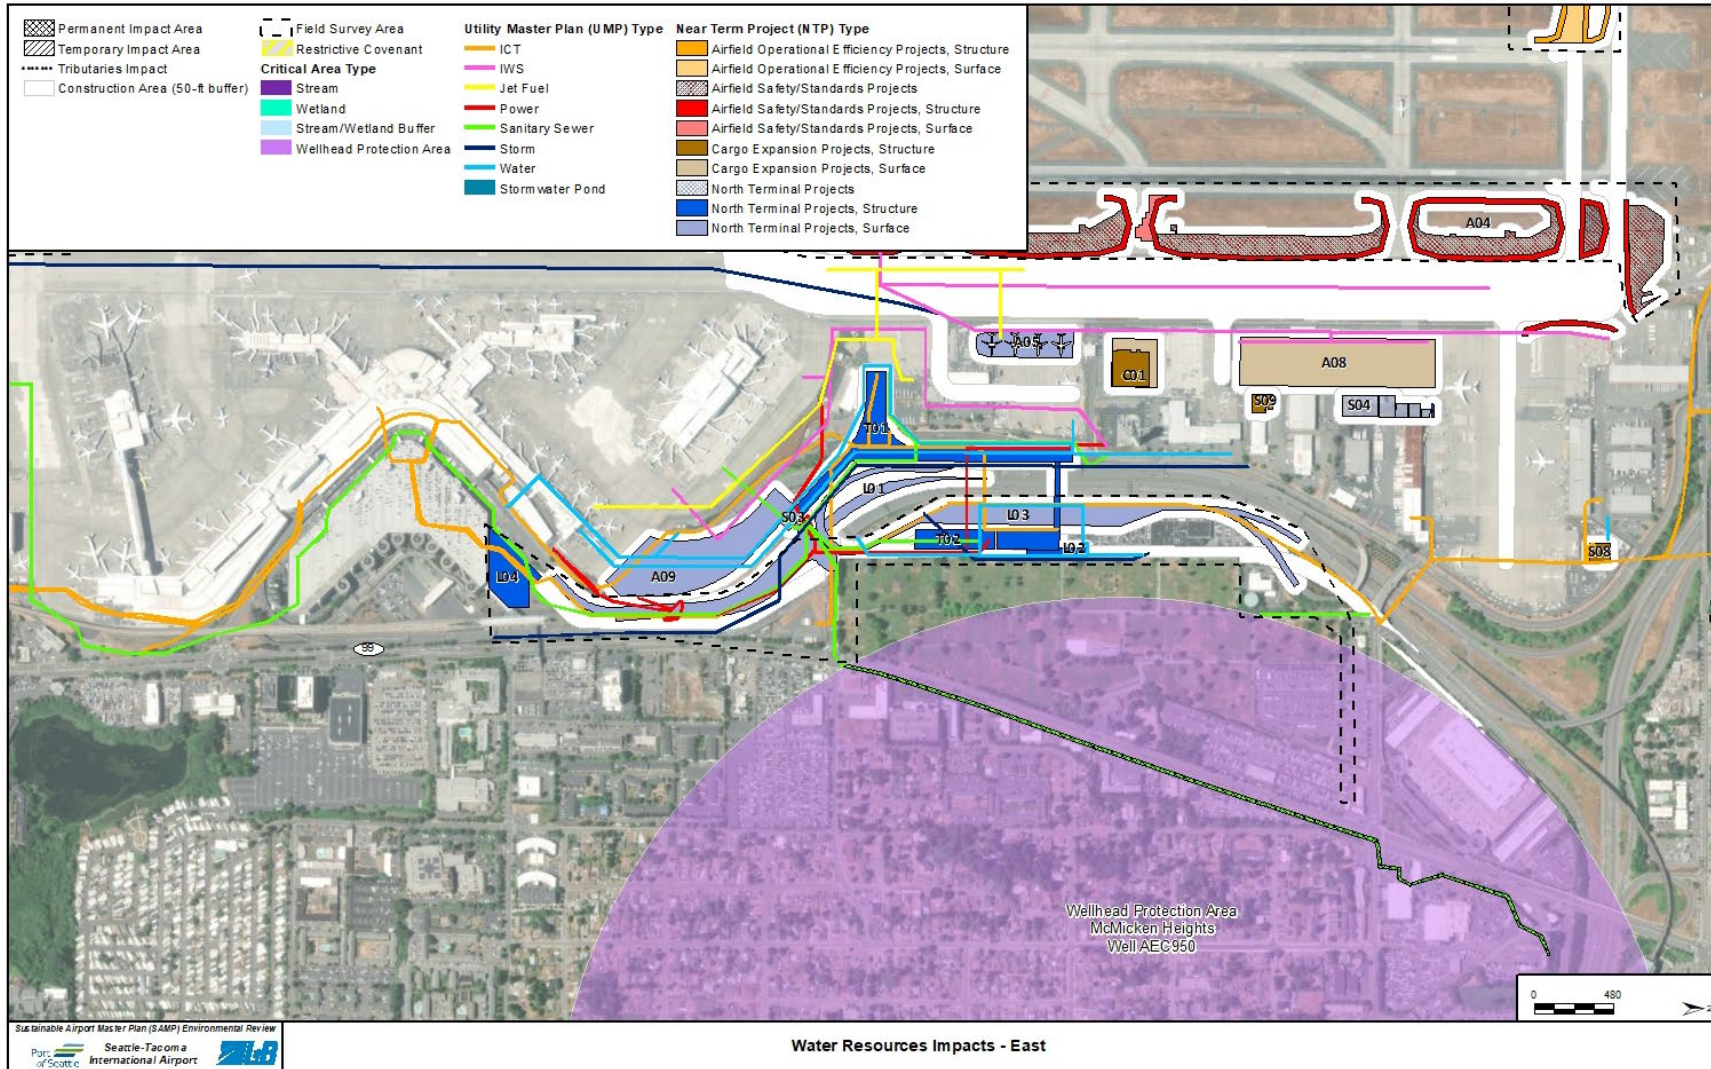 Permanent Impact Area
Temporary Impact Area
Tributaries Impact
Construction Area (50-ft buffer)
Field Survey Area
Restrictive Covenant
Critical Area Type
Stream
Wetland
Stream/Wetland Buffer
Wellhead Protection Area
Utility Master Plan (UMP) Type
ICT
IWS
Jet Fuel
Power
Sanitary Sewer
Storm
Water
Stormwater Pond
Near Term Project (NTP) Type
Airfield Operational Efficiency Projects, Structure
Airfield Operational Efficiency Projects, Surface
Airfield Safety/Standards Projects
Airfield Safety/Standards Projects, Structure
Airfield Safety/Standards Projects, Surface
Cargo Expansion Projects, Structure
Cargo Expansion Projects, Surface
North Terminal Projects
North Terminal Projects, Structure
North Terminal Projects, Surface
A04
A05
C01
A08
S09
S04
T01
L01
S03
L03
T02
L02
S08
L04
A09
99
Wellhead Protection Area
McMicken Heights
Well AEC950
0 480
Sustainable Airport Master Plan (SAMP) Environmental Review
Port
of Seattle
Seattle-Tacoma
International Airport
L&B
Water Resources Impacts - East